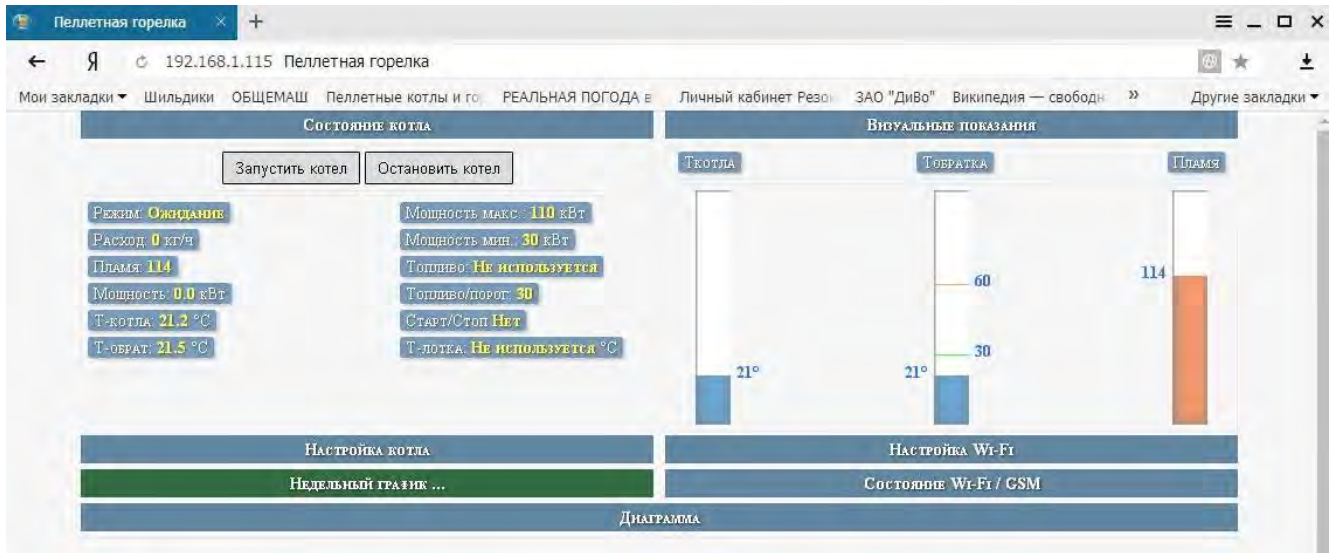 Пеллетная горелка
192.168.1.115 Пеллетная горелка
Мои закладки Шильдики ОБЩЕМАШ Пеллетные котлы и го РЕАЛЬНАЯ ПОГОДА в Личный кабинет Резо ЗАО "ДиВо" Википедия — свободн » Другие закладки
Состояние котла
Запустить котел Остановить котел
Режим: Ожидание
Расход: 0 кг/ч
Пламя: 114
Мощность: 0.0 кВт
Т-котла: 21.2 °C
Т-обрат: 21.5 °C
Мощность макс.: 110 кВт
Мощность мин.: 30 кВт
Топливо: Не используется
Топливо/порог: 30
Старт/Стоп Нет
Т-лотка: Не используется °C
Визуальные показания
Ткотла Тобратка Пламя
60
114
30
21° 21°
Настройка котла
Настройка Wi-Fi
Недельный график ...
Состояние Wi-Fi / GSM
Диаграмма